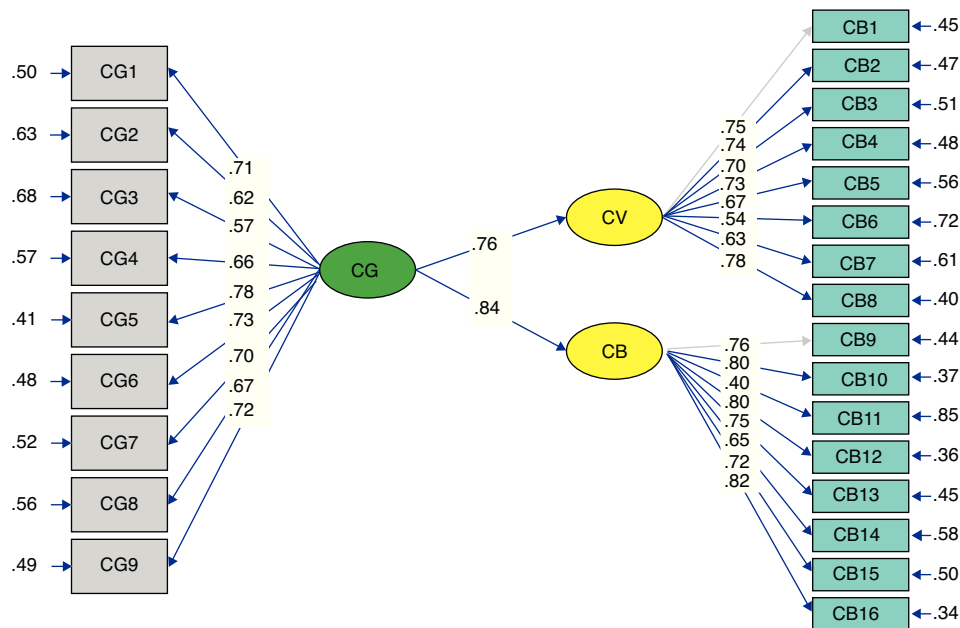 .50 CG1
.63 CG2
.68 CG3
.57 CG4
.41 CG5
.48 CG6
.52 CG7
.56 CG8
.49 CG9
.71
.62
.57
.66
.78
.73
.70
.67
.72
CG
.76
.84
CV
CB
.75
.74
.70
.73
.67
.54
.63
.78
.76
.80
.40
.80
.75
.65
.72
.82
CB1 .45
CB2 .47
CB3 .51
CB4 .48
CB5 .56
CB6 .72
CB7 .61
CB8 .40
CB9 .44
CB10 .37
CB11 .85
CB12 .36
CB13 .45
CB14 .58
CB15 .50
CB16 .34